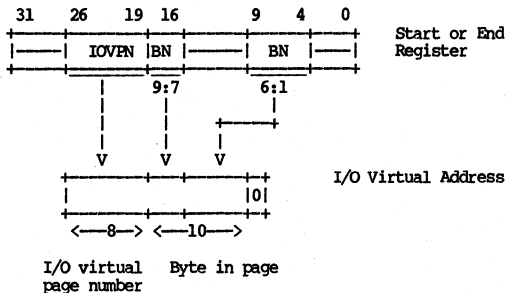 31 26 19 16 9 4 0 Start or End
IOVPN BN BN Register
9:7 6:1
V V V
I/O Virtual Address
0
<—8—> <—10—>
I/O virtual Byte in page
page number